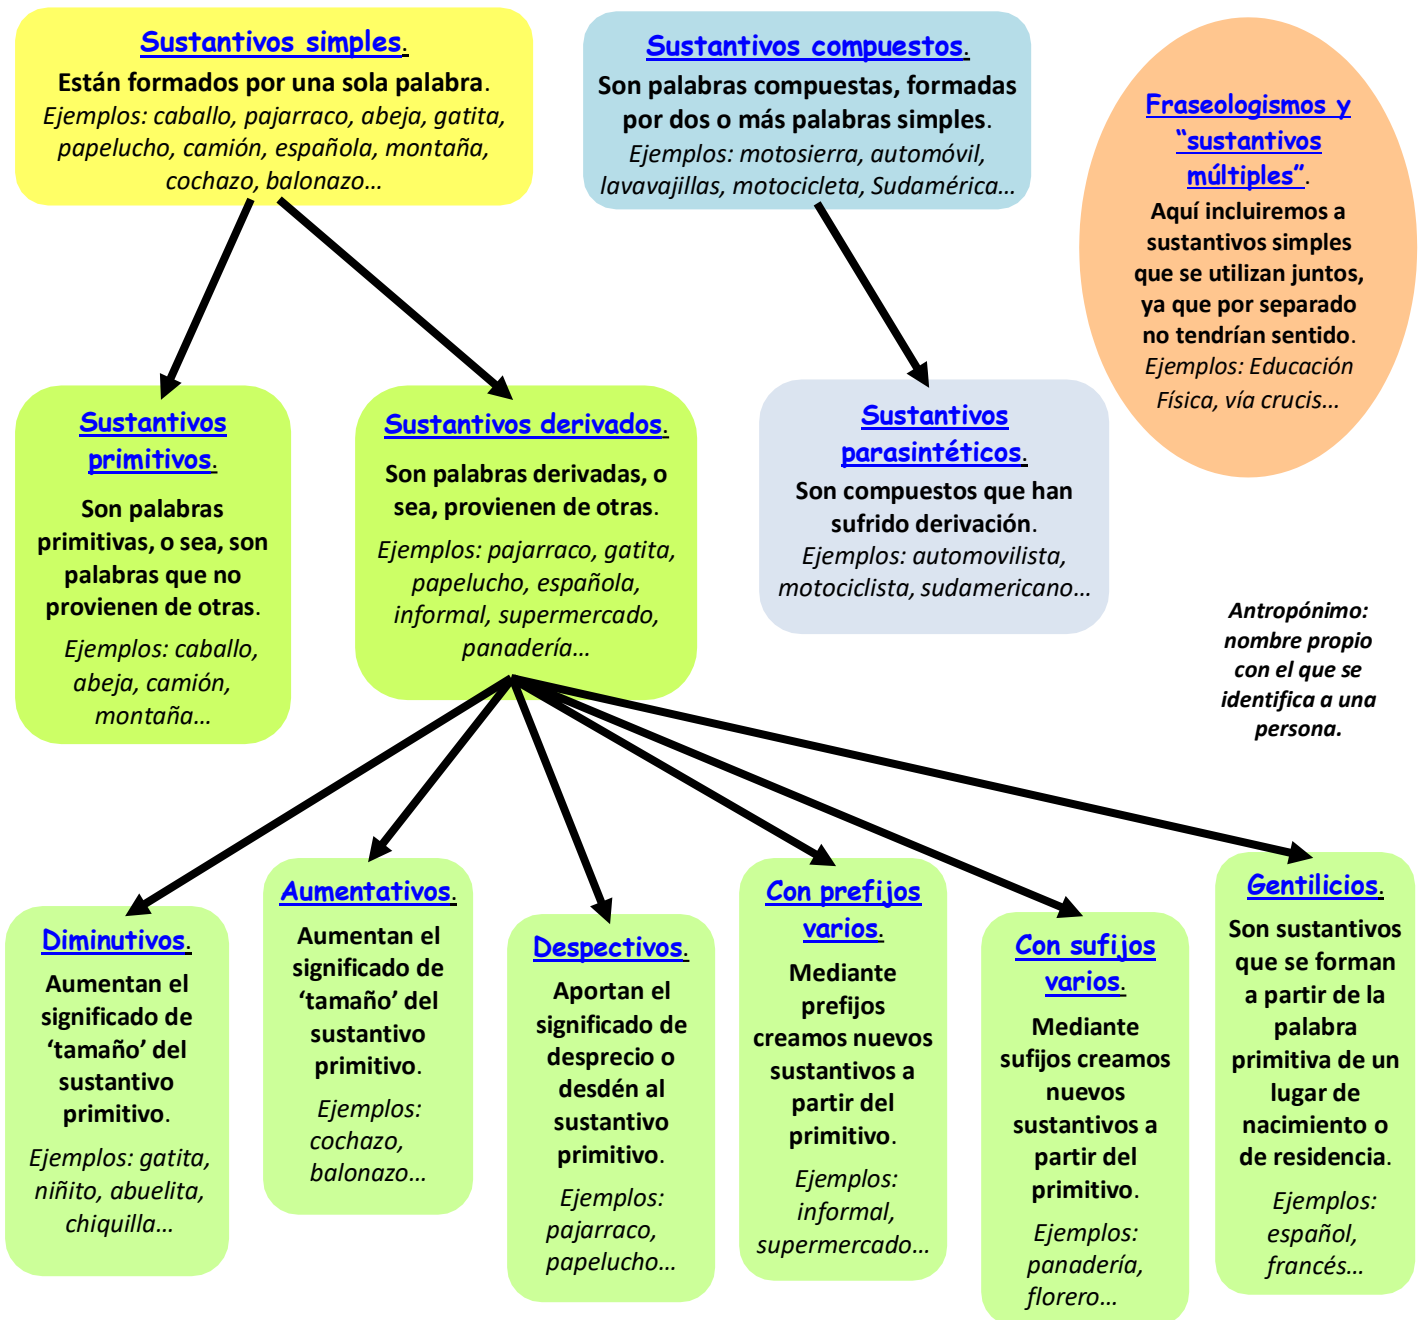 Sustantivos simples.
Están formados por una sola palabra.
Ejemplos: caballo, pajarraco, abeja, gatita,
papelucho, camión, española, montaña,
cochazo, balonazo…
Sustantivos compuestos.
Son palabras compuestas, formadas
por dos o más palabras simples.
Ejemplos: motosierra, automóvil,
lavavajillas, motocicleta, Sudamérica…
Fraseologismos y
“sustantivos
múltiples”.
Aquí incluiremos a
sustantivos simples
que se utilizan juntos,
ya que por separado
no tendrían sentido.
Ejemplos: Educación
Física, vía crucis…
Sustantivos
primitivos.
Son palabras
primitivas, o sea, son
palabras que no
provienen de otras.
Ejemplos: caballo,
abeja, camión,
montaña…
Sustantivos derivados.
Son palabras derivadas, o
sea, provienen de otras.
Ejemplos: pajarraco, gatita,
papelucho, española,
informal, supermercado,
panadería…
Sustantivos
parasintéticos.
Son compuestos que han
sufrido derivación.
Ejemplos: automovilista,
motociclista, sudamericano…
Antropónimo:
nombre propio
con el que se
identifica a una
persona.
Diminutivos.
Aumentan el
significado de
‘tamaño’ del
sustantivo
primitivo.
Ejemplos: gatita,
niñito, abuelita,
chiquilla…
Aumentativos.
Aumentan el
significado de
‘tamaño’ del
sustantivo
primitivo.
Ejemplos:
cochazo,
balonazo…
Despectivos.
Aportan el
significado de
desprecio o
desdén al
sustantivo
primitivo.
Ejemplos:
pajarraco,
papelucho…
Con prefijos
varios.
Mediante
prefijos
creamos nuevos
sustantivos a
partir del
primitivo.
Ejemplos:
informal,
supermercado…
Con sufijos
varios.
Mediante
sufijos creamos
nuevos
sustantivos a
partir del
primitivo.
Ejemplos:
panadería,
florero…
Gentilicios.
Son sustantivos
que se forman
a partir de la
palabra
primitiva de un
lugar de
nacimiento o
de residencia.
Ejemplos:
español,
francés…